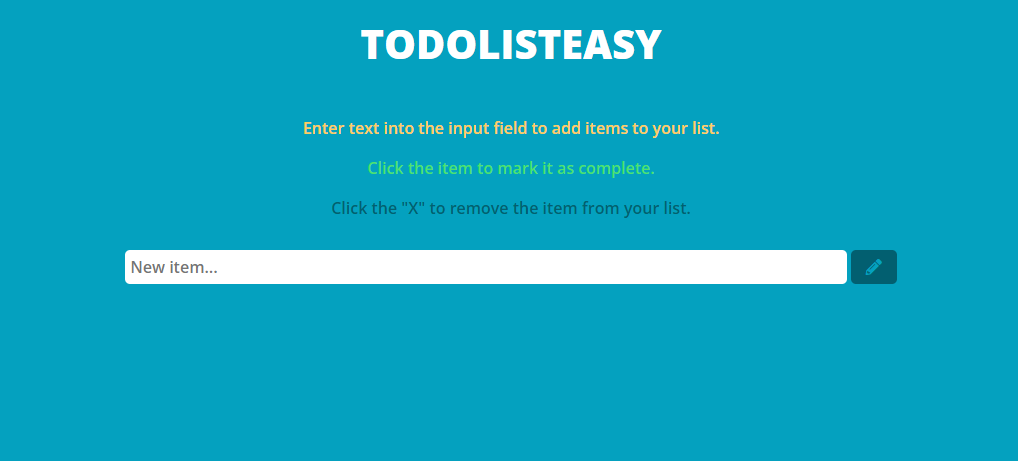 TODOLISTEASY
Enter text into the input field to add items to your list.
Click the item to mark it as complete.
Click the "X" to remove the item from your list.
New item...